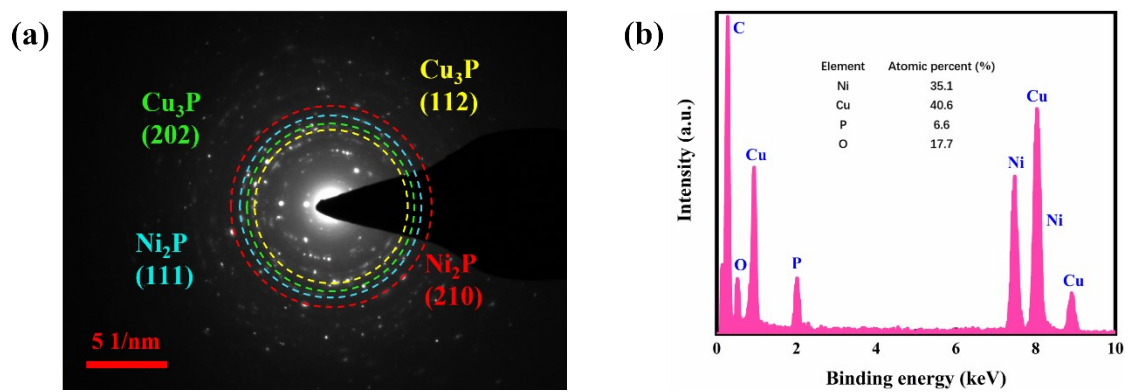 (a)
Cu₃P
(112)
Cu₃P
(202)
Ni₂P
(111)
Ni₂P
(210)
5 1/nm
(b)
C
Element Atomic percent (%)
Ni 35.1
Cu 40.6
P 6.6
O 17.7
Cu
Cu
Ni
O
P
Ni
Cu
Intensity (a.u.)
0 2 4 6 8 10
Binding energy (keV)